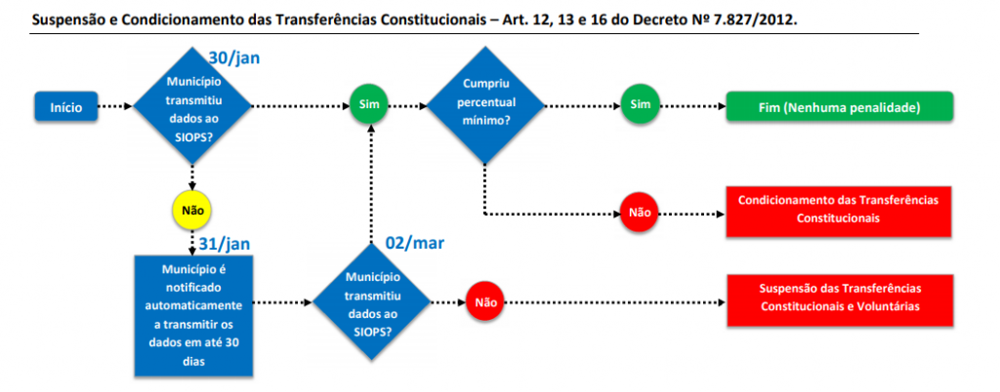 Suspensão e Condicionamento das Transferências Constitucionais – Art. 12, 13 e 16 do Decreto Nº 7.827/2012.
Início
30/jan
Município
transmitiu
dados ao
SIOPS?
Sim
Cumpriu
percentual
mínimo?
Sim
Fim (Nenhuma penalidade)
Não
Não
Condicionamento das Transferências
Constitucionais
31/jan
Município é
notificado
automaticamente
a transmitir os
dados em até 30
dias
02/mar
Município
transmitiu
dados ao
SIOPS?
Não
Suspensão das Transferências
Constitucionais e Voluntárias